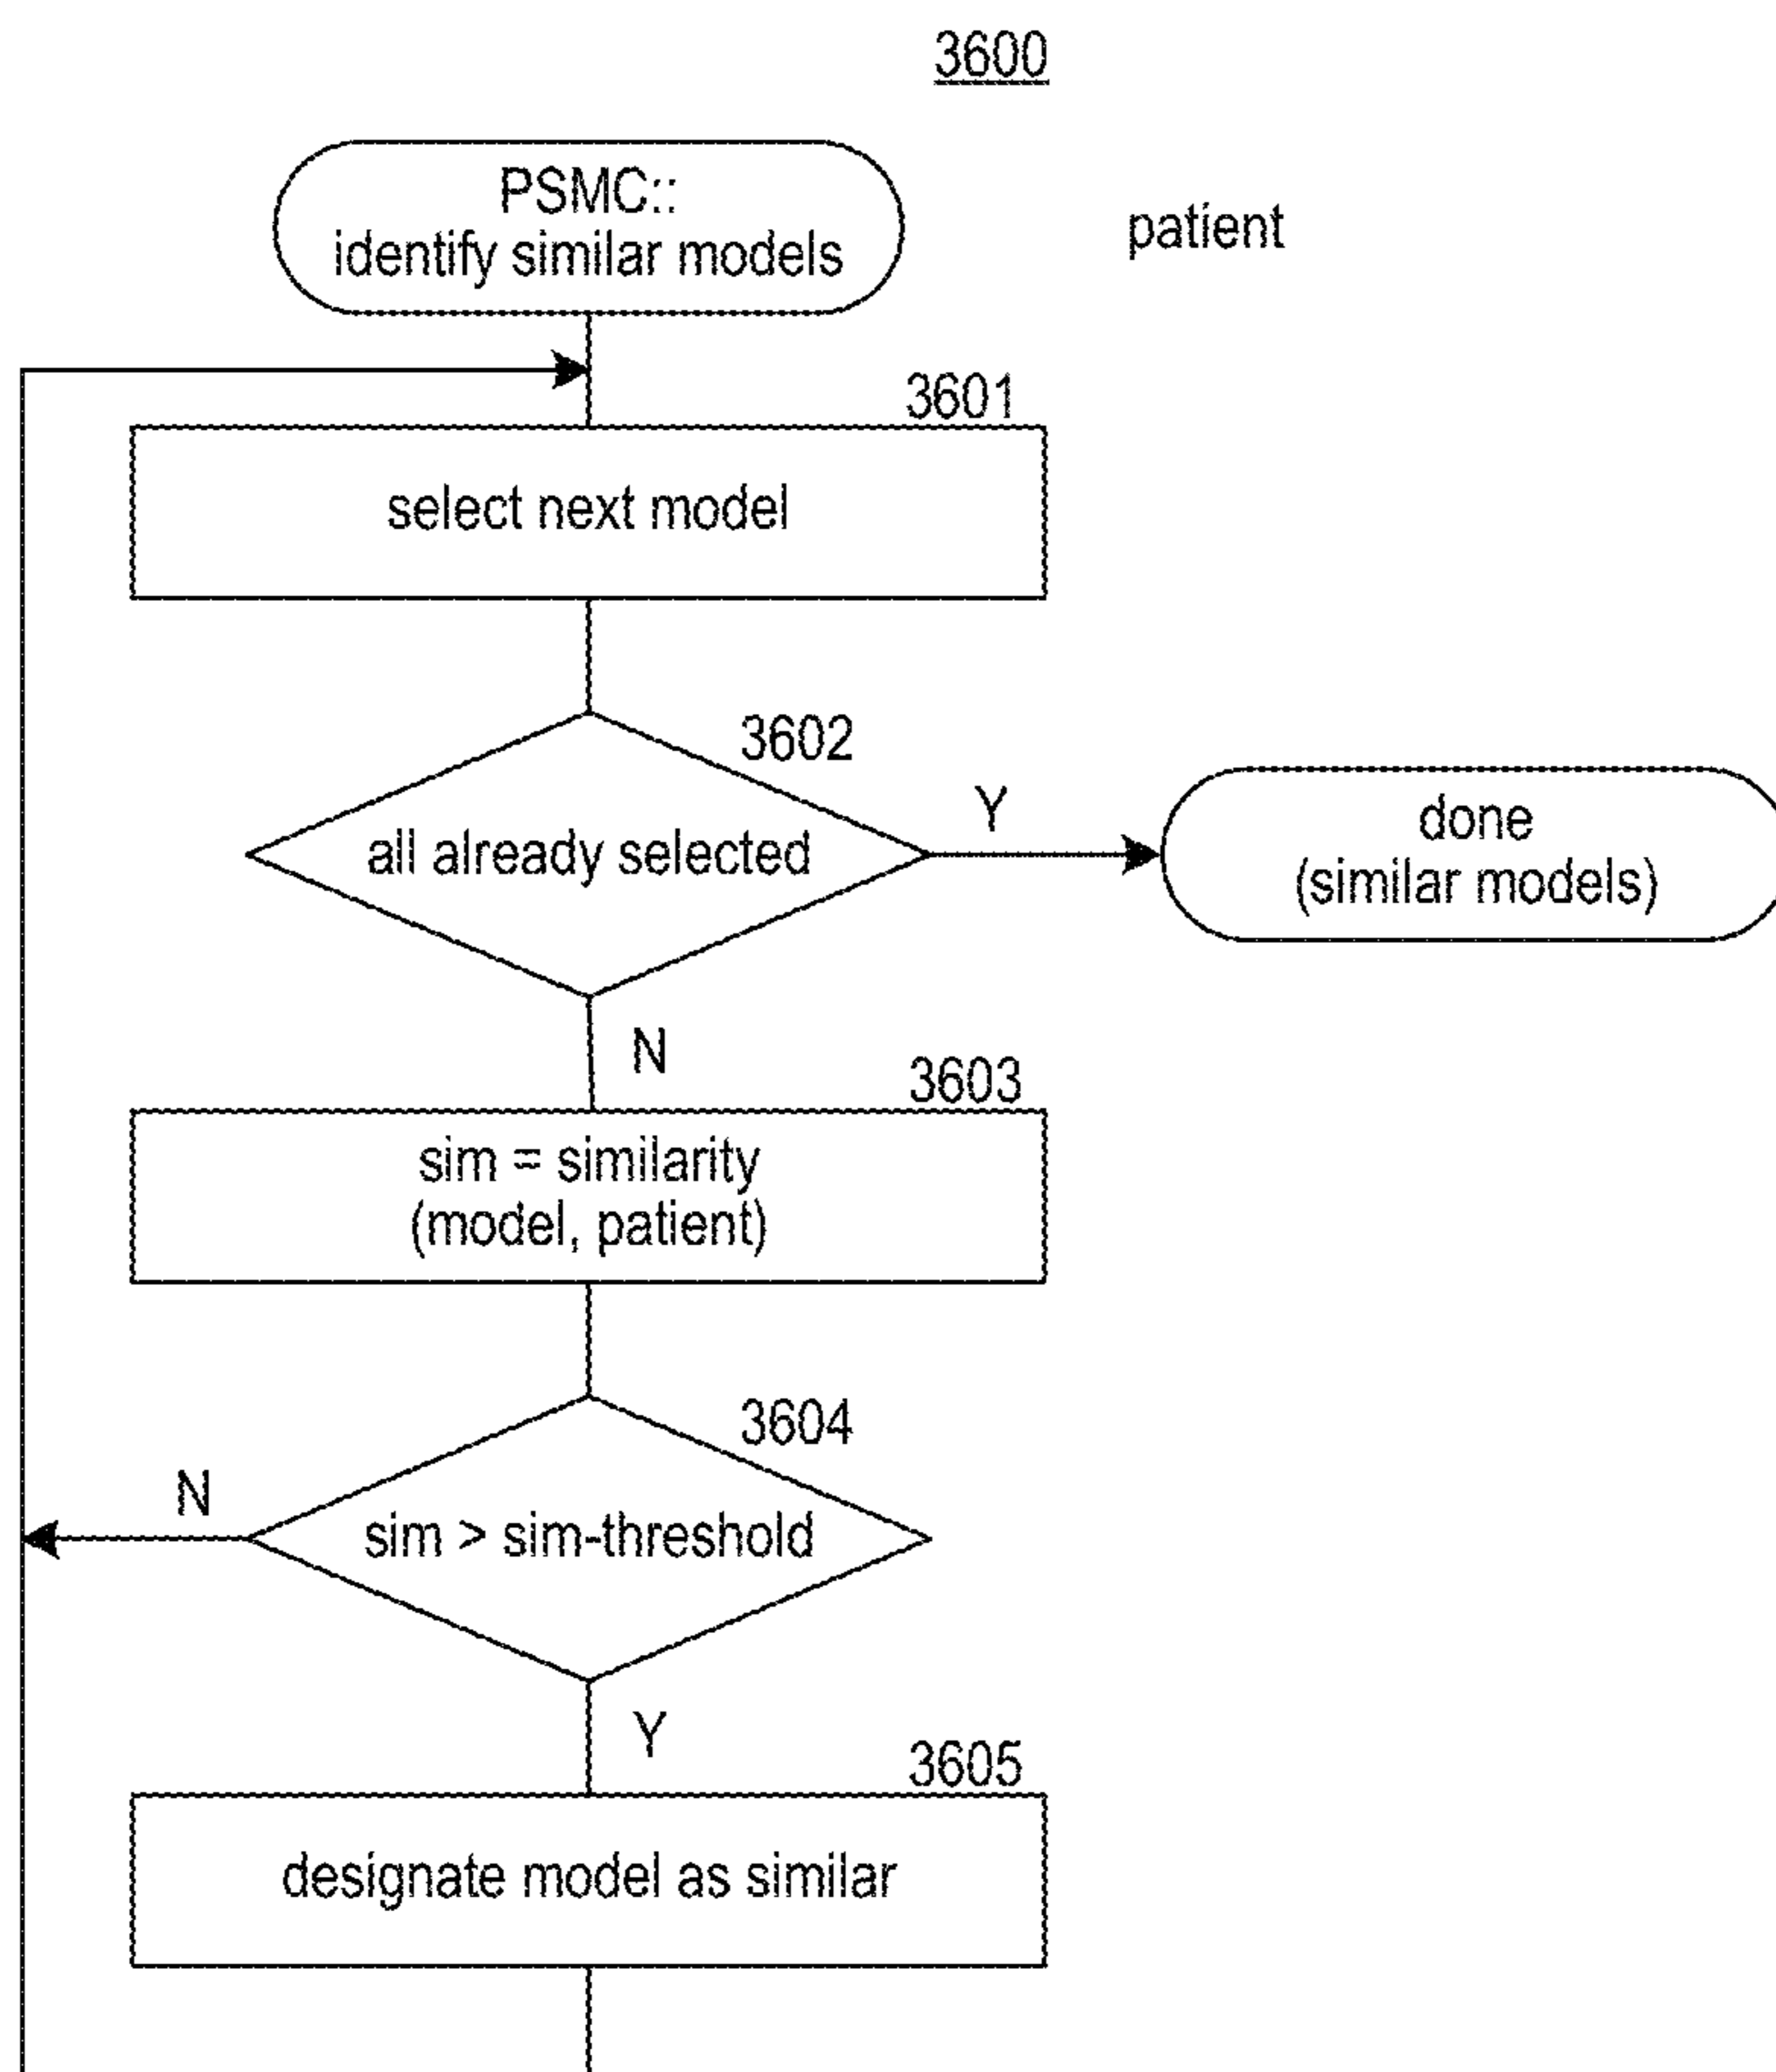 3600
PSMC::
identify similar models
patient
3601
select next model
3602
all already selected
Y
done
(similar models)
N
3603
sim = similarity
(model, patient)
3604
N
sim > sim-threshold
Y
3605
designate model as similar